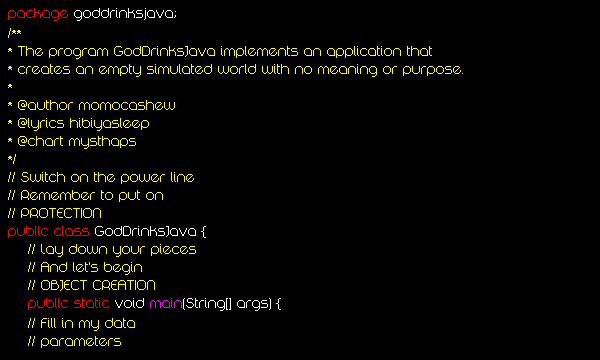 package goddrinksjava;
/**
* The program GodDrinksJava implements an application that
* creates an empty simulated world with no meaning or purpose.
*
* @author momocashew
* @lyrics hibiyasleep
* @chart mysthaps
*/
// Switch on the power line
// Remember to put on
// PROTECTION
public class GodDrinksJava {
// Lay down your pieces
// And let's begin
// OBJECT CREATION
public static void main(String[] args) {
// Fill in my data
// parameters